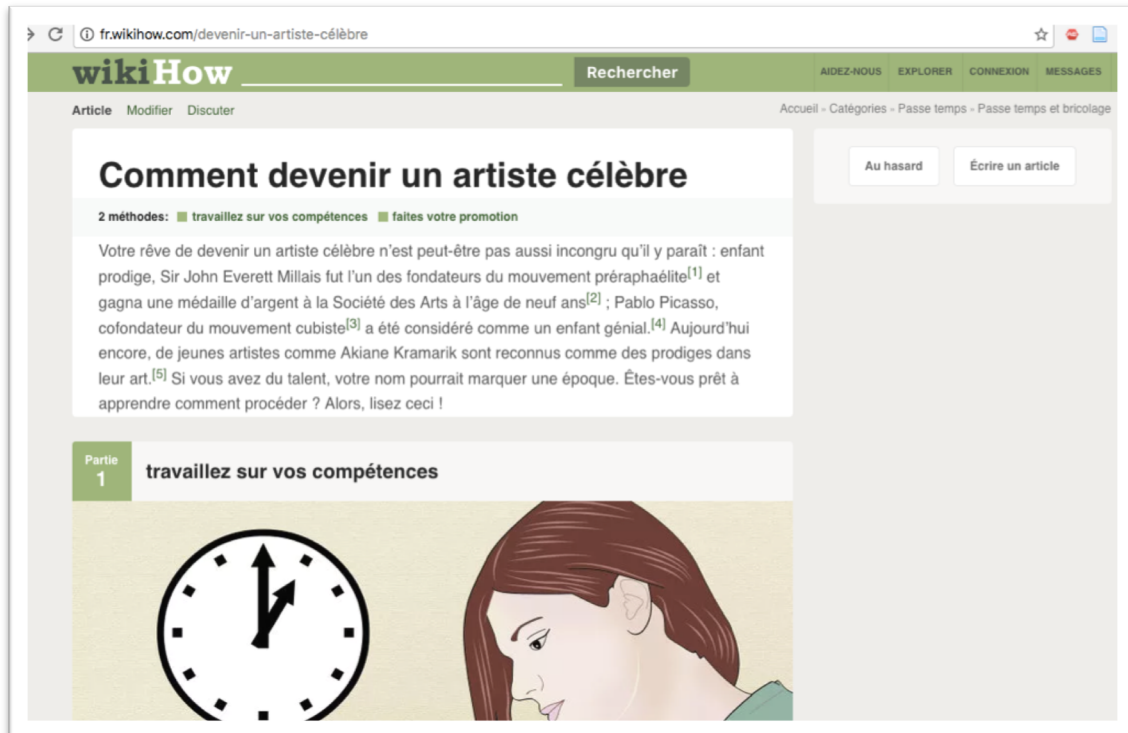 fr.wikihow.com/devenir-un-artiste-célèbre
wikiHow
Rechercher
AIDEZ-NOUS EXPLORER CONNEXION MESSAGES
Article Modifier Discuter
Accueil » Catégories » Passe temps » Passe temps et bricolage
Comment devenir un artiste célèbre
Au hasard Écrire un article
2 méthodes: travaillez sur vos compétences faites votre promotion
Votre rêve de devenir un artiste célèbre n'est peut-être pas aussi incongru qu'il y paraît : enfant
prodige, Sir John Everett Millais fut l'un des fondateurs du mouvement préraphaélite[1] et
gagna une médaille d'argent à la Société des Arts à l'âge de neuf ans[2] ; Pablo Picasso,
cofondateur du mouvement cubiste[3] a été considéré comme un enfant génial.[4] Aujourd'hui
encore, de jeunes artistes comme Akiane Kramarik sont reconnus comme des prodiges dans
leur art.[5] Si vous avez du talent, votre nom pourrait marquer une époque. Êtes-vous prêt à
apprendre comment procéder ? Alors, lisez ceci !
Partie
1
travaillez sur vos compétences